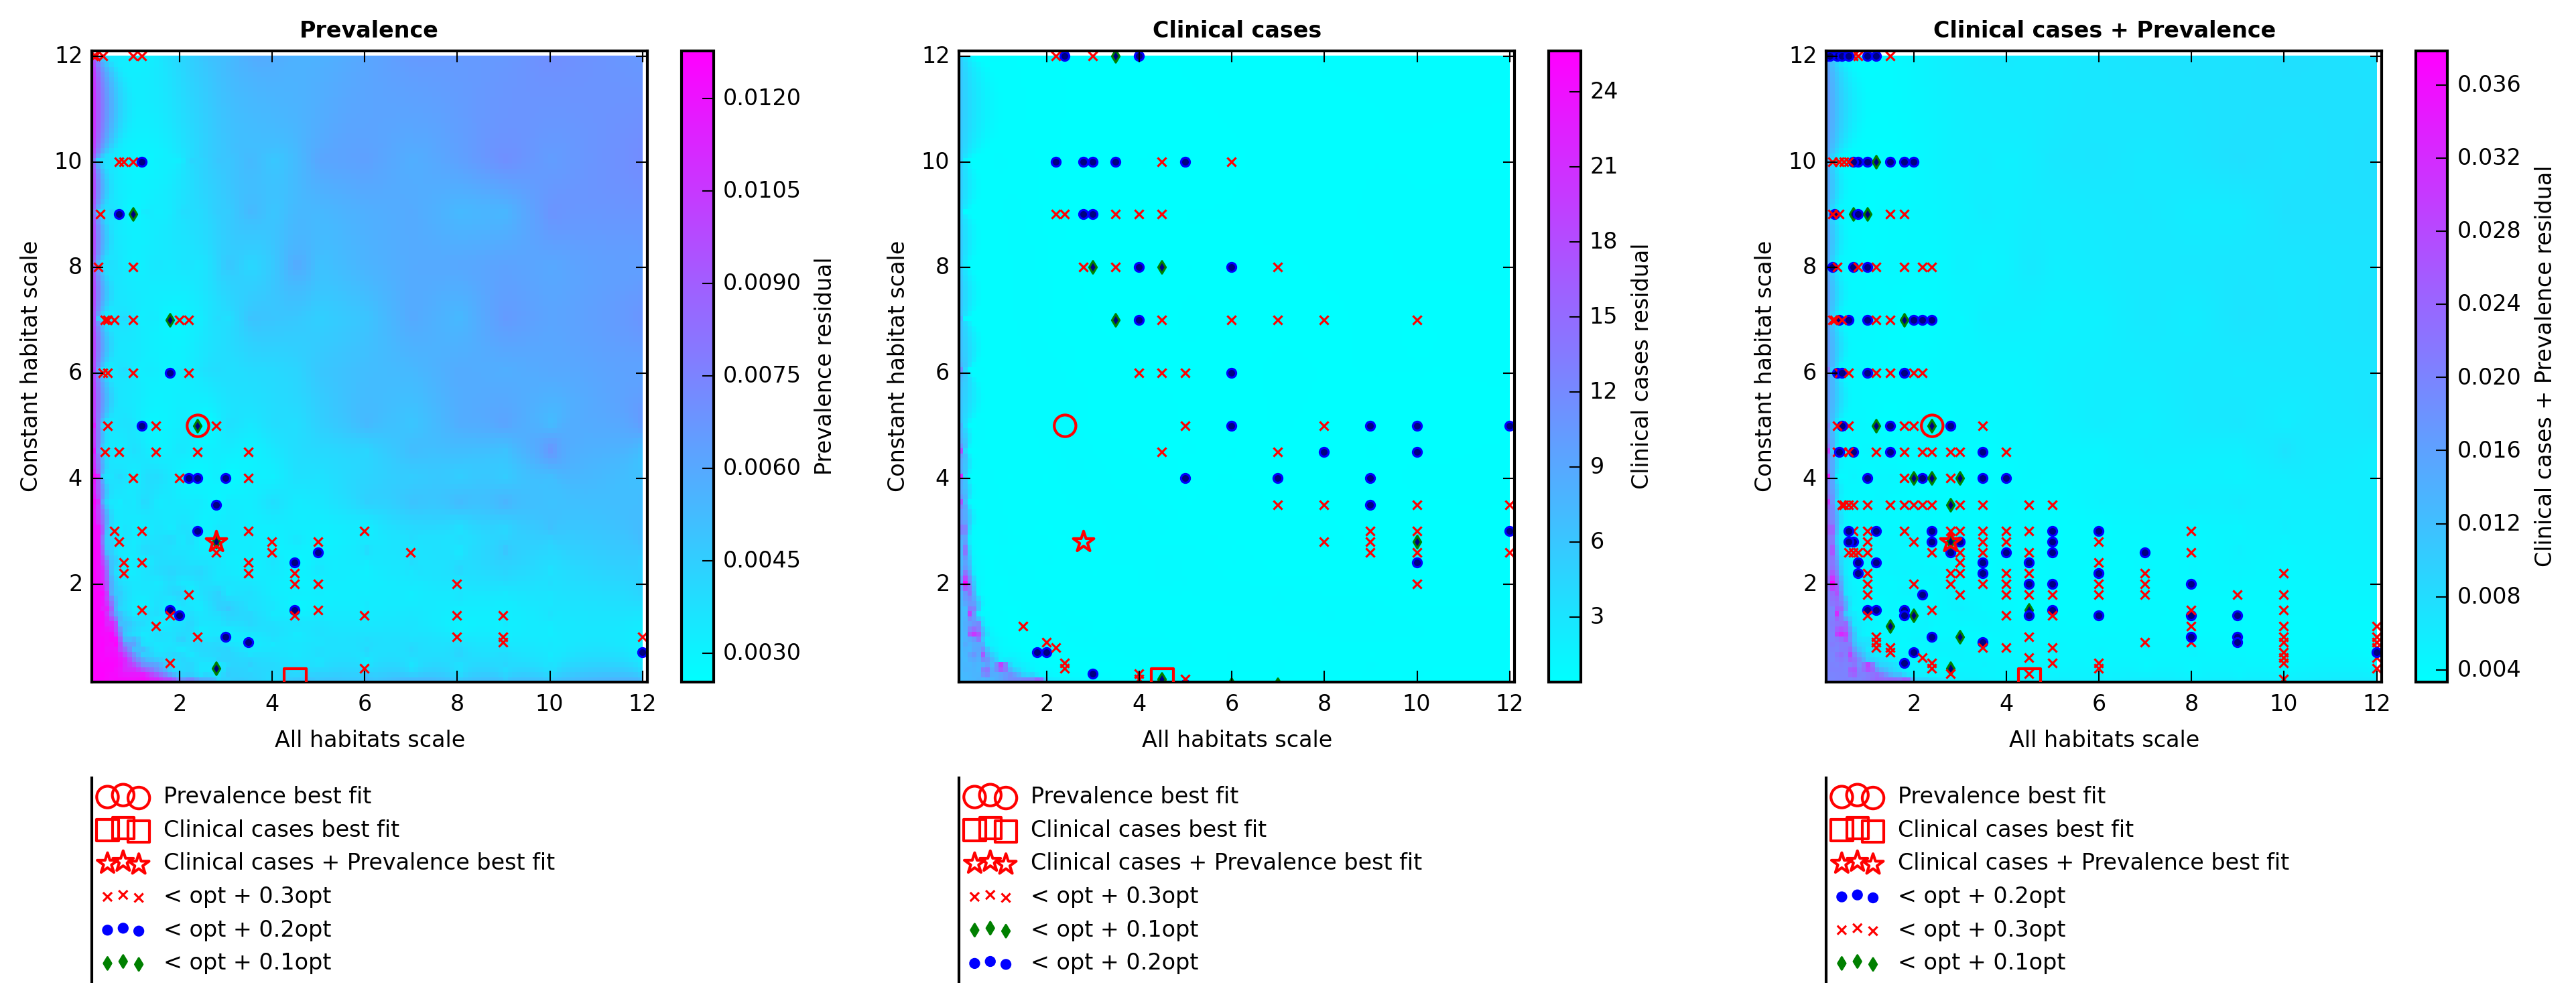 Prevalence
12
10
8
6
4
2
2 4 6 8 10 12
Constant habitat scale
All habitats scale
0.0120
0.0105
0.0090
0.0075
0.0060
0.0045
0.0030
Prevalence residual
Prevalence best fit
Clinical cases best fit
Clinical cases + Prevalence best fit
< opt + 0.3opt
< opt + 0.2opt
< opt + 0.1opt
Clinical cases
12
10
8
6
4
2
2 4 6 8 10 12
Constant habitat scale
All habitats scale
24
21
18
15
12
9
6
3
Clinical cases residual
Prevalence best fit
Clinical cases best fit
Clinical cases + Prevalence best fit
< opt + 0.3opt
< opt + 0.1opt
< opt + 0.2opt
Clinical cases + Prevalence
12
10
8
6
4
2
2 4 6 8 10 12
Constant habitat scale
All habitats scale
0.036
0.032
0.028
0.024
0.020
0.016
0.012
0.008
0.004
Clinical cases + Prevalence residual
Prevalence best fit
Clinical cases best fit
Clinical cases + Prevalence best fit
< opt + 0.2opt
< opt + 0.3opt
< opt + 0.1opt